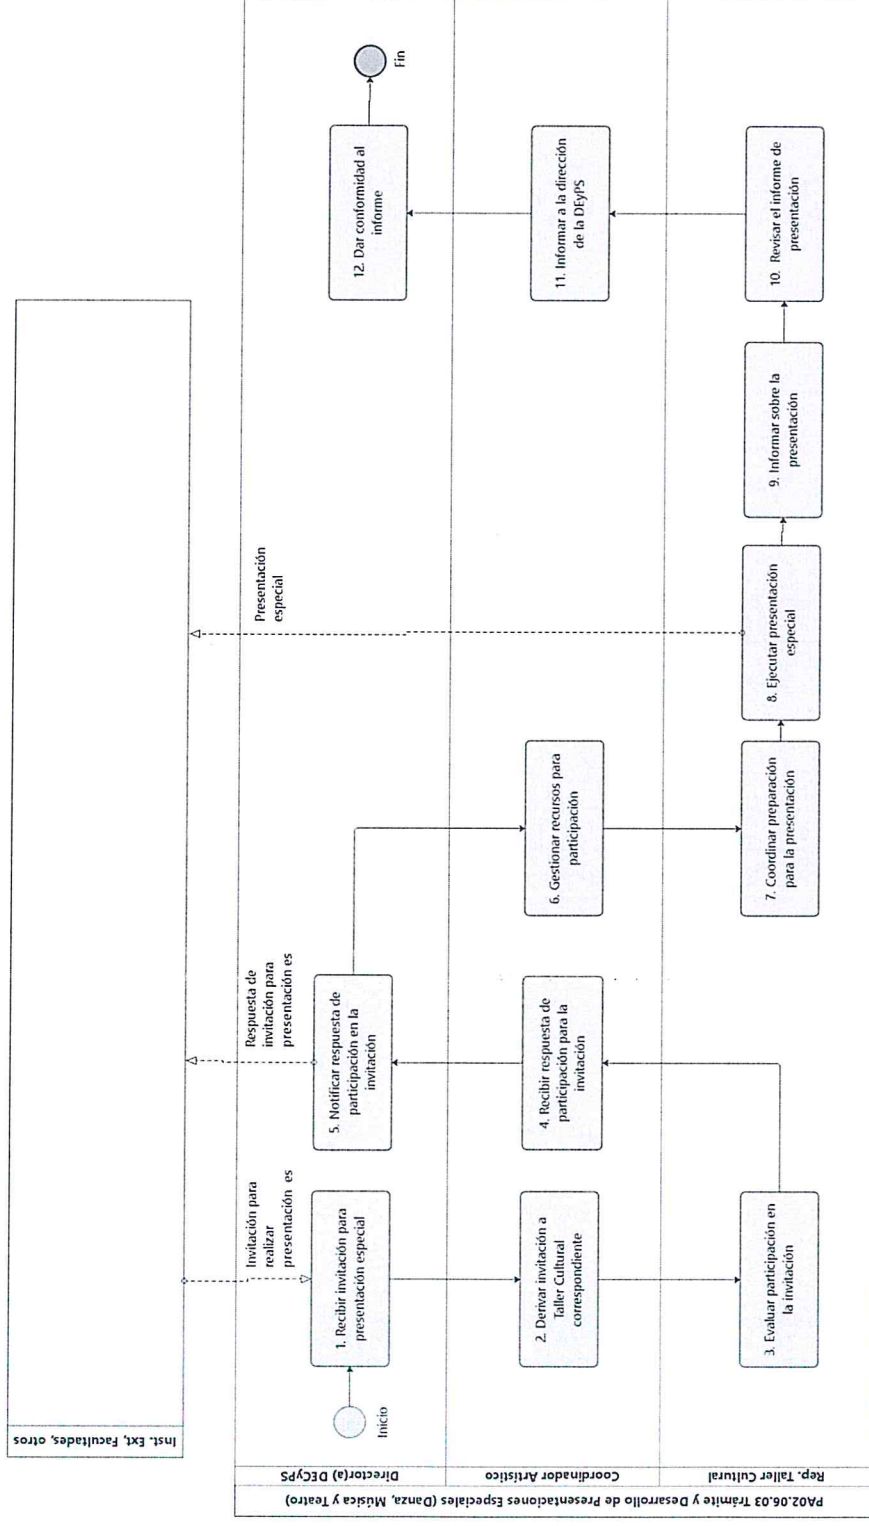 Inst. Ext, Facultades, otros
PA02.06.03 Trámite y Desarrollo de Presentaciones Especiales (Danza, Música y Teatro)
Director(a) DECyPS
Coordinador Artístico
Rep. Taller Cultural
Inicio
1. Recibir invitación para
presentación especial
Invitación para
realizar
presentación es
2. Derivar invitación a
Taller Cultural
correspondiente
3. Evaluar participación en
la invitación
4. Recibir respuesta de
participación para la
invitación
5. Notificar respuesta de
participación en la
invitación
Respuesta de
invitación para
presentación es
6. Gestionar recursos para
participación
7. Coordinar preparación
para la presentación
8. Ejecutar presentación
especial
Presentación
especial
9. Informar sobre la
presentación
10. Revisar el informe de
presentación
11. Informar a la dirección
de la DEyPS
12. Dar conformidad al
informe
Fin